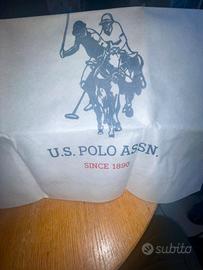 U.S. POLO ASSN.
SINCE 1890
subito